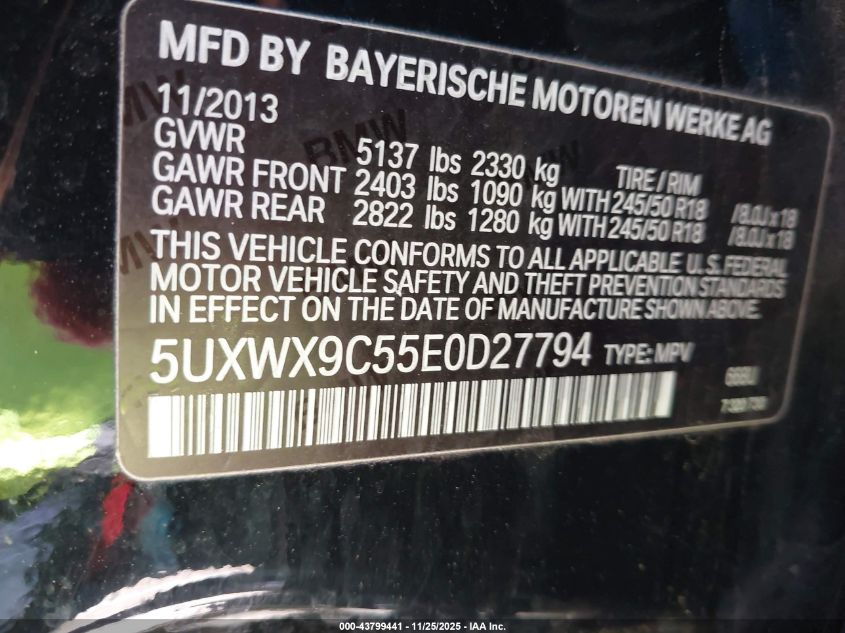 MFD BY BAYERISCHE MOTOREN WERKE AG
11/2013
GVWR 5137 lbs 2330 kg TIRE / RIM
GAWR FRONT 2403 lbs 1090 kg WITH 245/50 R18 /8.0J x 18
GAWR REAR 2822 lbs 1280 kg WITH 245/50 R18 /8.0J x 18
THIS VEHICLE CONFORMS TO ALL APPLICABLE U.S. FEDERAL
MOTOR VEHICLE SAFETY AND THEFT PREVENTION STANDARDS
IN EFFECT ON THE DATE OF MANUFACTURE SHOWN ABOVE.
5UXWX9C55E0D27794 TYPE: MPV
000-43799441 - 11/25/2025 - IAA Inc.